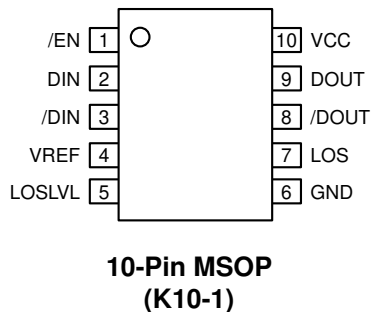 /EN 1 10 VCC
DIN 2 9 DOUT
/DIN 3 8 /DOUT
VREF 4 7 LOS
LOSLVL 5 6 GND
10-Pin MSOP
(K10-1)